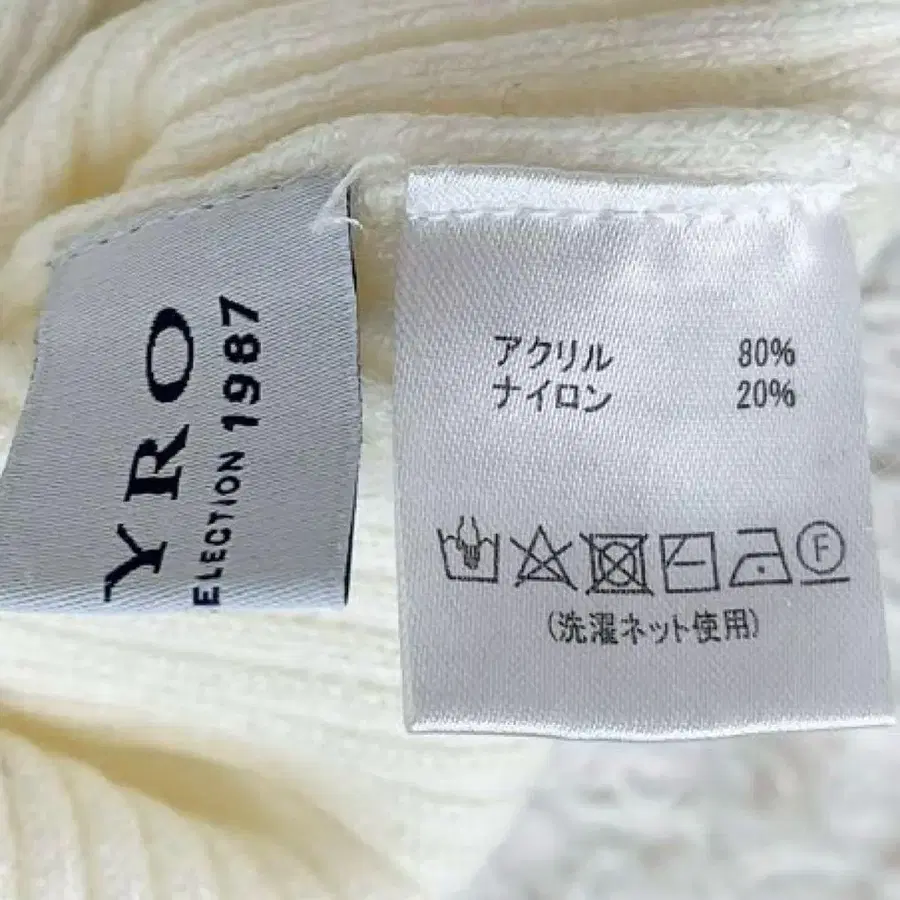 YRO
ELECTION 1987
アクリル 80%
ナイロン 20%
F
(洗濯ネット使用)